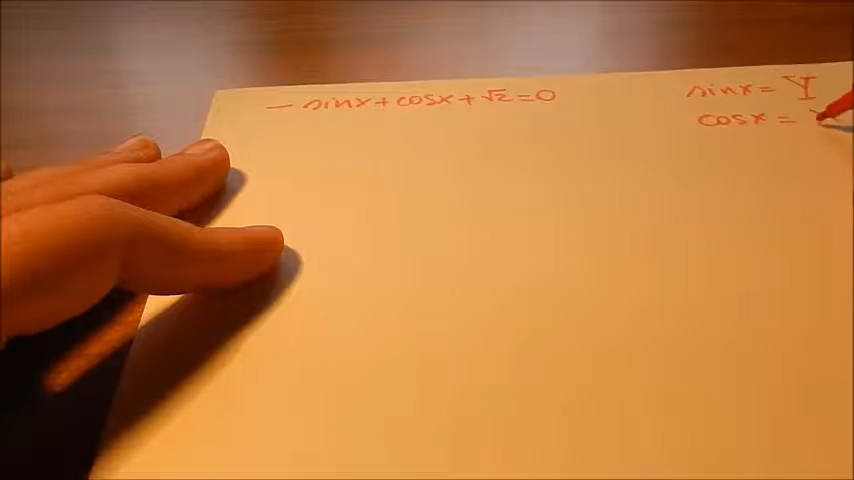 - sinx + cosx + √2 = 0
sinx = Y
cosx =